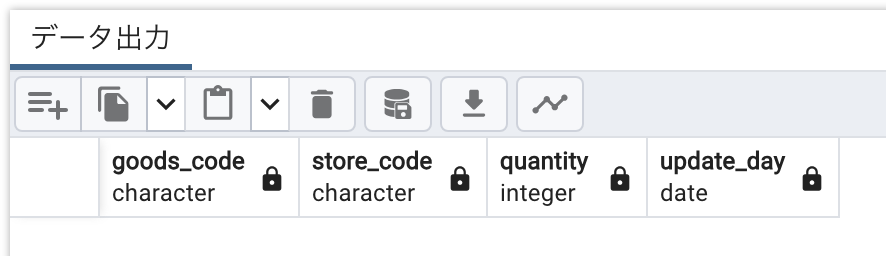 データ出力
goods_code store_code quantity update_day
character character integer date